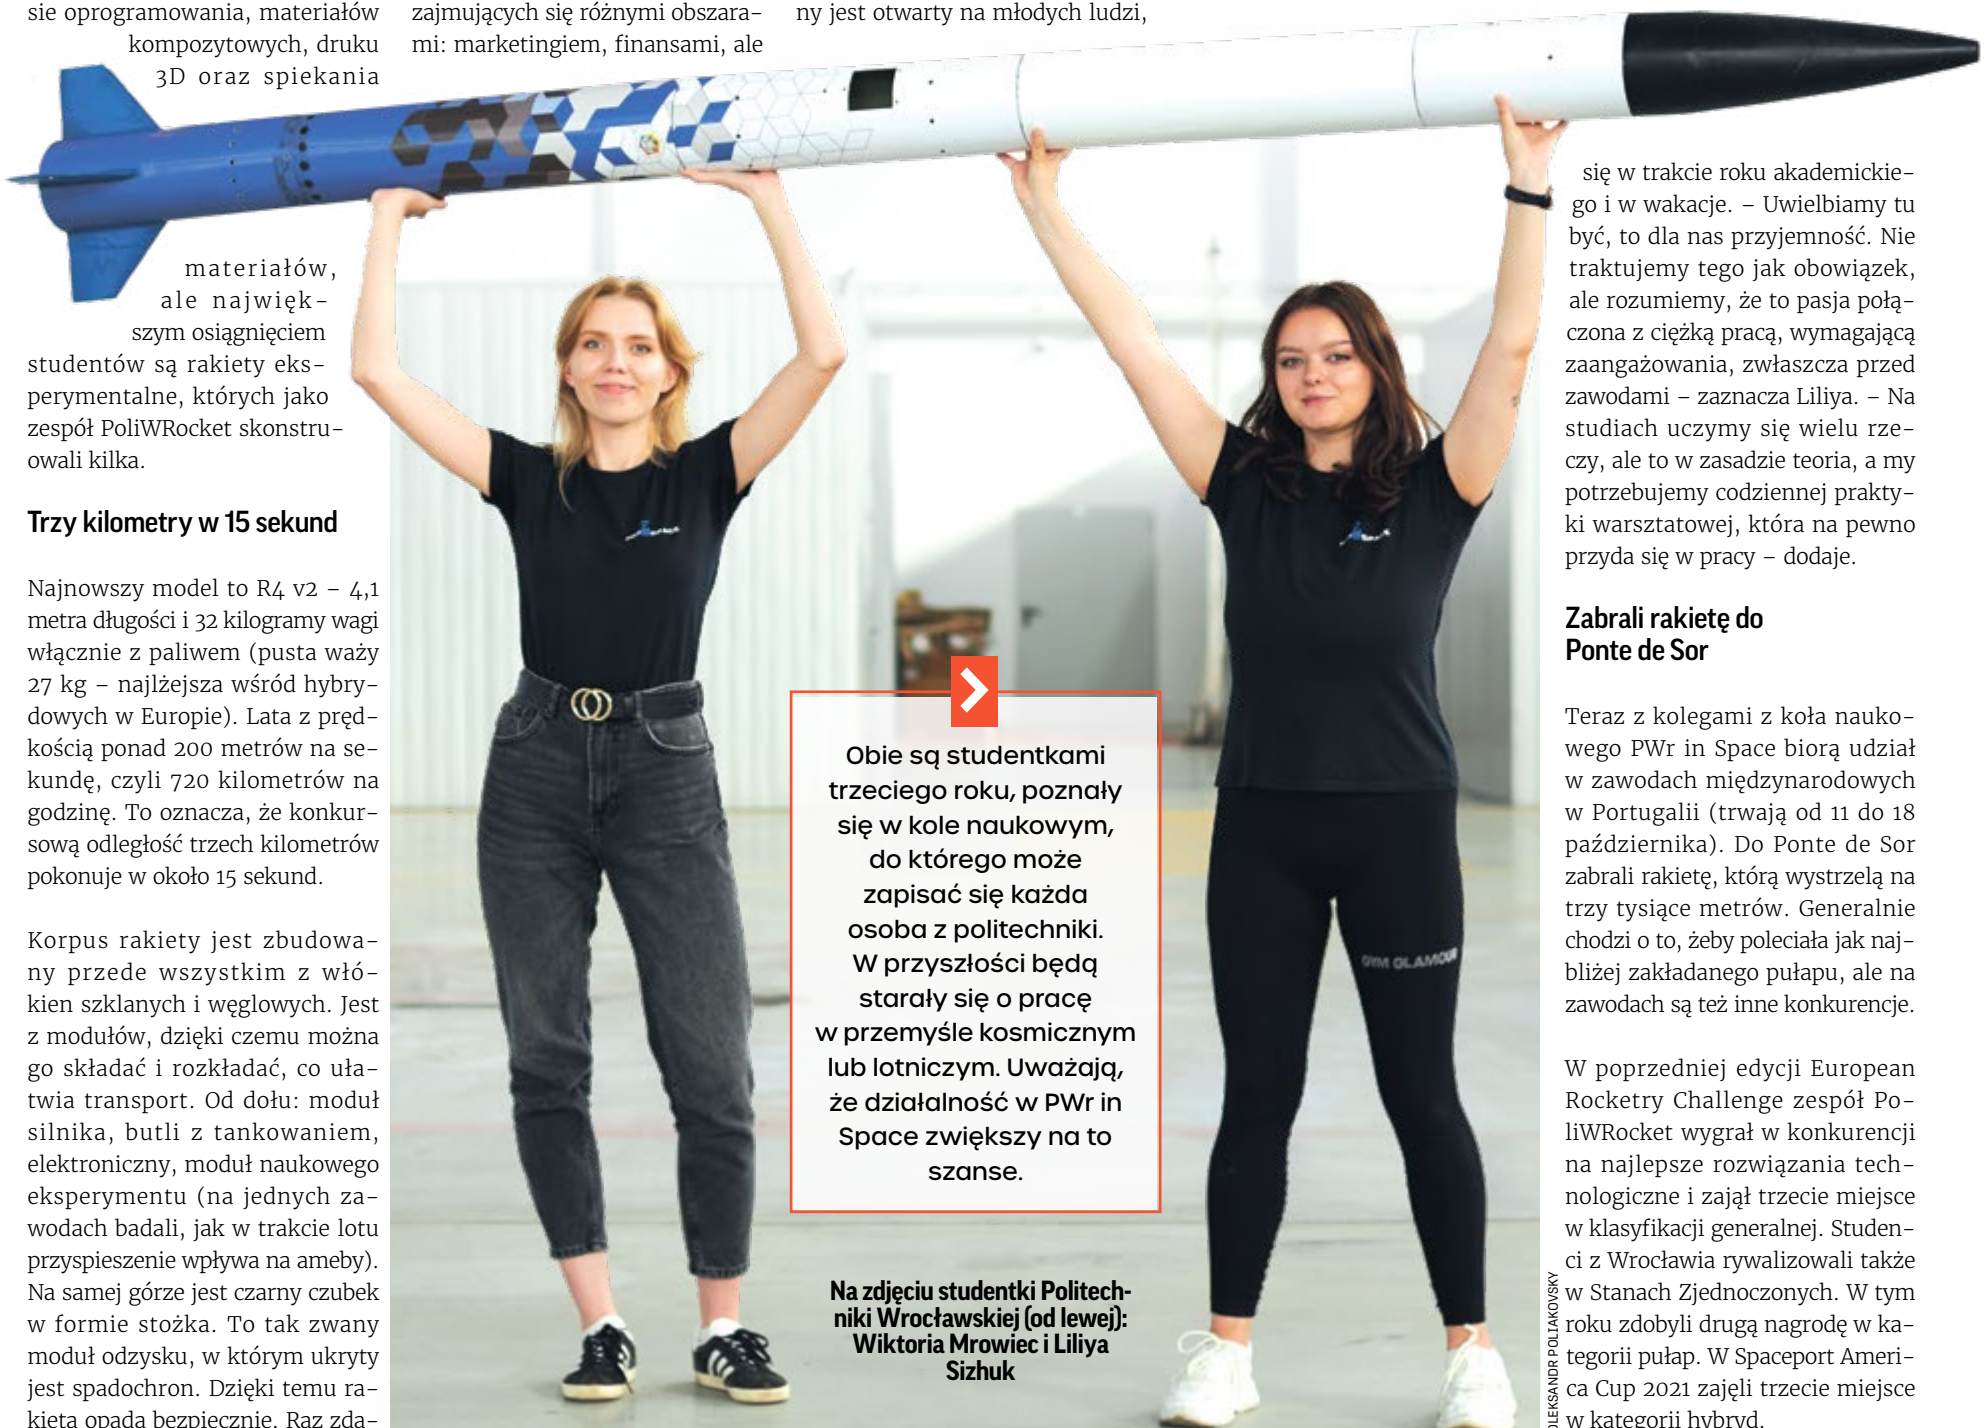 sie oprogramowania, materiałów
kompozytowych, druku
3D oraz spiekania
materiałów,
ale najwięk-
szym osiągnięciem
studentów są rakiety eks-
perymentalne, których jako
zespół PoliWRocket skonstru-
owali kilka.
Trzy kilometry w 15 sekund
Najnowszy model to R4 v2 – 4,1
metra długości i 32 kilogramy wagi
włącznie z paliwem (pusta waży
27 kg – najlżejsza wśród hybry-
dowych w Europie). Lata z pręd-
kością ponad 200 metrów na se-
kundę, czyli 720 kilometrów na
godzinę. To oznacza, że konkur-
sową odległość trzech kilometrów
pokonuje w około 15 sekund.
Korpus rakiety jest zbudowa-
ny przede wszystkim z włó-
kien szklanych i węglowych. Jest
z modułów, dzięki czemu można
go składać i rozkładać, co uła-
twia transport. Od dołu: moduł
silnika, butli z tankowaniem,
elektroniczny, moduł naukowego
eksperymentu (na jednych za-
wodach badali, jak w trakcie lotu
przyspieszenie wpływa na ameby).
Na samej górze jest czarny czubek
w formie stożka. To tak zwany
moduł odzysku, w którym ukryty
jest spadochron. Dzięki temu ra-
kieta opada bezpiecznie. Raz zda-
zajmujących się różnymi obszara-
mi: marketingiem, finansami, ale
ny jest otwarty na młodych ludzi,
Obie są studentkami
trzeciego roku, poznały
się w kole naukowym,
do którego może
zapisać się każda
osoba z politechniki.
W przyszłości będą
starały się o pracę
w przemyśle kosmicznym
lub lotniczym. Uważają,
że działalność w PWr in
Space zwiększy na to
szanse.
Na zdjęciu studentki Politech-
niki Wrocławskiej (od lewej):
Wiktoria Mrowiec i Liliya
Sizhuk
GYM GLAMOUR
się w trakcie roku akademickie-
go i w wakacje. – Uwielbiamy tu
być, to dla nas przyjemność. Nie
traktujemy tego jak obowiązek,
ale rozumiemy, że to pasja połą-
czona z ciężką pracą, wymagającą
zaangażowania, zwłaszcza przed
zawodami – zaznacza Liliya. – Na
studiach uczymy się wielu rze-
czy, ale to w zasadzie teoria, a my
potrzebujemy codziennej prakty-
ki warsztatowej, która na pewno
przyda się w pracy – dodaje.
Zabrali rakietę do
Ponte de Sor
Teraz z kolegami z koła nauko-
wego PWr in Space biorą udział
w zawodach międzynarodowych
w Portugalii (trwają od 11 do 18
października). Do Ponte de Sor
zabrali rakietę, którą wystrzelą na
trzy tysiące metrów. Generalnie
chodzi o to, żeby poleciała jak naj-
bliżej zakładanego pułapu, ale na
zawodach są też inne konkurencje.
W poprzedniej edycji European
Rocketry Challenge zespół Po-
liWRocket wygrał w konkurencji
na najlepsze rozwiązania tech-
nologiczne i zajął trzecie miejsce
w klasyfikacji generalnej. Studen-
ci z Wrocławia rywalizowali także
w Stanach Zjednoczonych. W tym
roku zdobyli drugą nagrodę w ka-
tegorii pułap. W Spaceport Ameri-
ca Cup 2021 zajęli trzecie miejsce
w kategorii hybryd.
OLEKSANDR POLIAKOVSKY